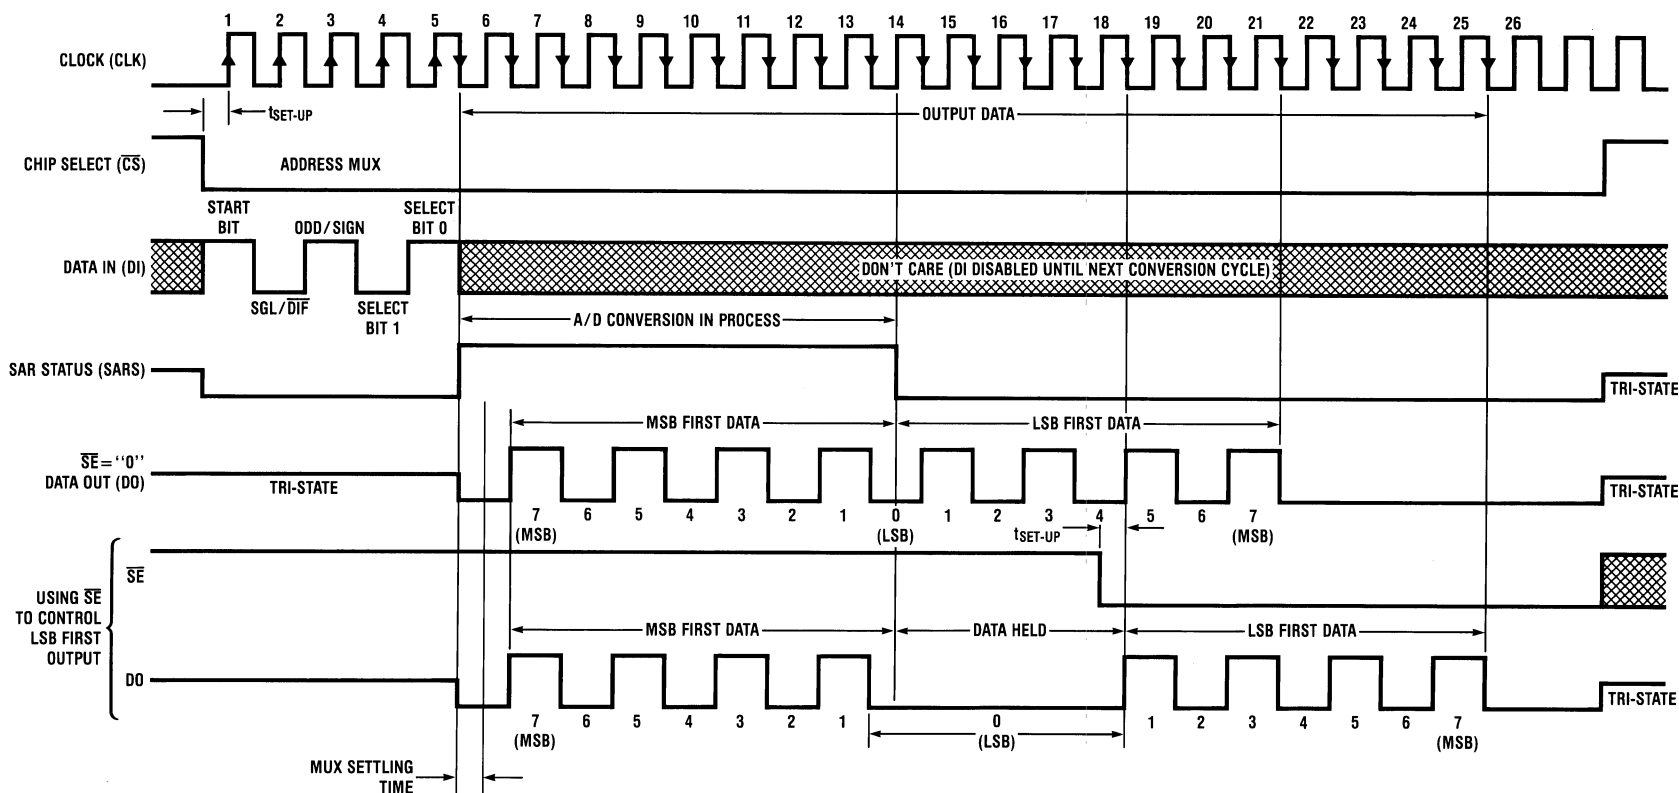 1 2 3 4 5 6 7 8 9 10 11 12 13 14 15 16 17 18 19 20 21 22 23 24 25 26
CLOCK (CLK)
tSET-UP
OUTPUT DATA
CHIP SELECT (C̅S̅)
ADDRESS MUX
START
BIT
ODD/SIGN
SELECT
BIT 0
DATA IN (DI)
DON'T CARE (DI DISABLED UNTIL NEXT CONVERSION CYCLE)
SGL/D̅I̅F̅
SELECT
BIT 1
A/D CONVERSION IN PROCESS
SAR STATUS (SARS)
TRI-STATE
MSB FIRST DATA
LSB FIRST DATA
S̅E̅="0"
DATA OUT (DO)
TRI-STATE
TRI-STATE
7 6 5 4 3 2 1 0 1 2 3 4 5 6 7
(MSB) (LSB) (MSB)
tSET-UP
S̅E̅
USING S̅E̅
TO CONTROL
LSB FIRST
OUTPUT
MSB FIRST DATA
DATA HELD
LSB FIRST DATA
DO
TRI-STATE
7 6 5 4 3 2 1 0 1 2 3 4 5 6 7
(MSB) (LSB) (MSB)
MUX SETTLING
TIME